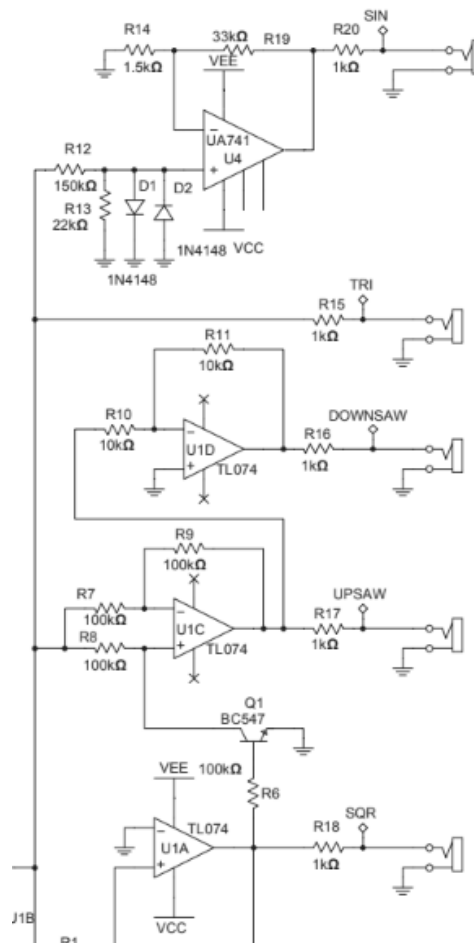 R14
33kΩ
R19
R20
SIN
1.5kΩ
VEE
1kΩ
UA741
U4
R12
150kΩ
D1
D2
R13
22kΩ
1N4148
VCC
1N4148
TRI
R15
1kΩ
R11
10kΩ
R10
10kΩ
U1D
TL074
DOWNSAW
R16
1kΩ
R9
100kΩ
R7
100kΩ
R8
100kΩ
U1C
TL074
UPSAW
R17
1kΩ
Q1
BC547
100kΩ
R6
VEE
TL074
U1A
SQR
R18
1kΩ
VCC
J1B
R1